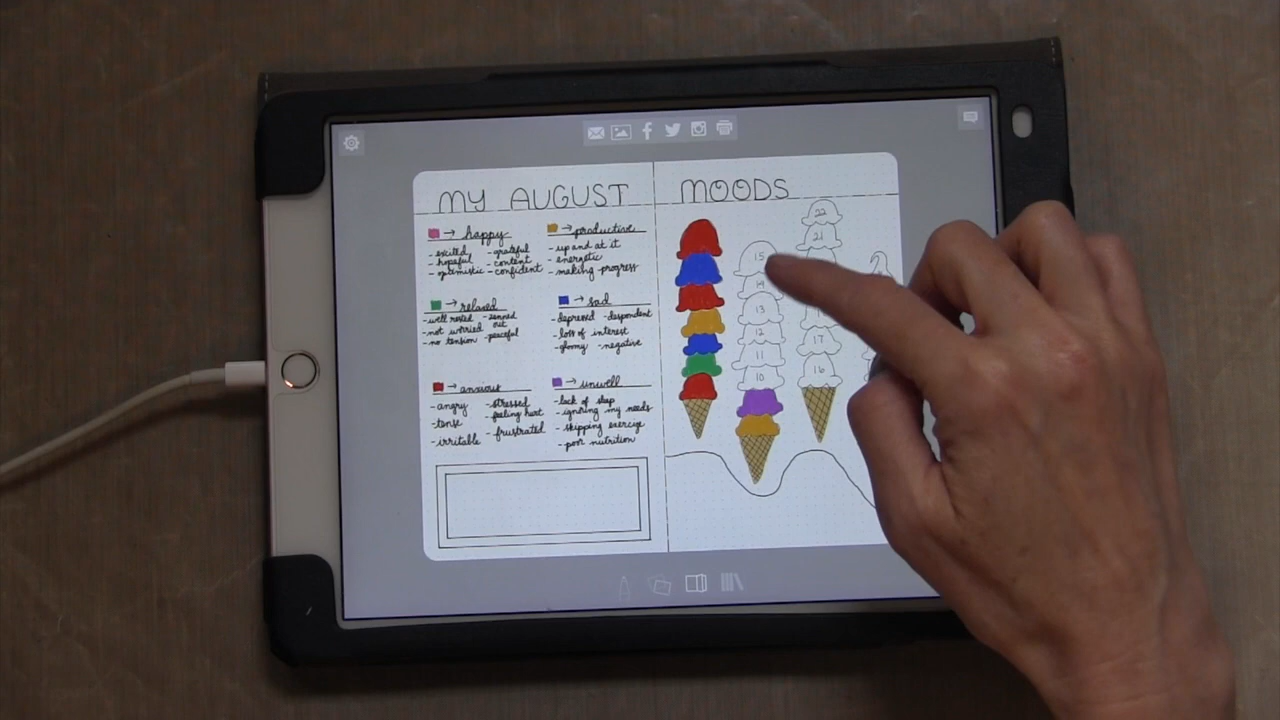 MY AUGUST MOODS
→ happy
- excited - grateful
- hopeful - content
- optimistic - confident
→ productive
- up and at it
- energetic
- making progress
→ relaxed
- well rested - zenned out
- not worried - peaceful
- no tension
→ sad
- depressed - despondent
- loss of interest
- gloomy - negative
→ anxious
- angry - stressed
- tense - feeling hurt
- irritable - frustrated
→ unwell
- lack of sleep
- ignoring my needs
- skipping exercise
- poor nutrition
15
14
13
12
11
10
22
21
17
16